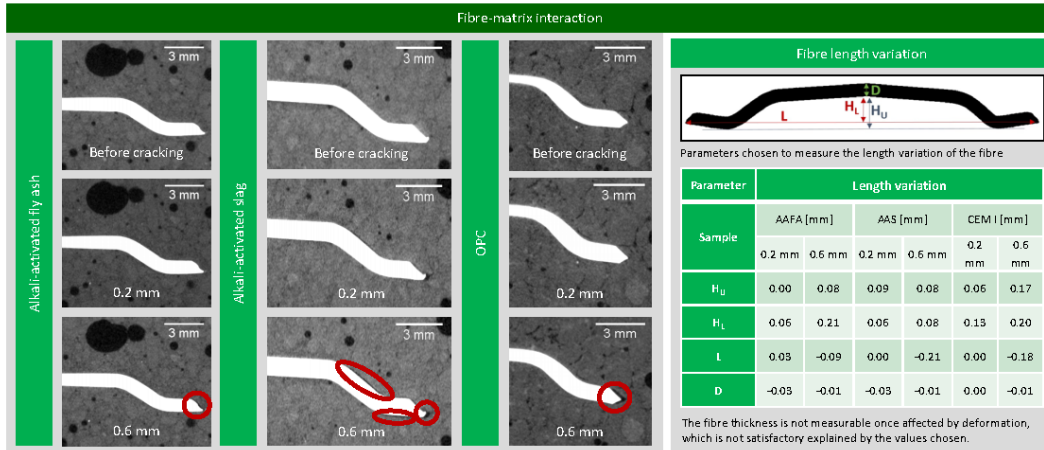 Fibre-matrix interaction
Alkali-activated fly ash
3 mm
Before cracking
0.2 mm
3 mm
0.6 mm
3 mm
Alkali-activated slag
3 mm
Before cracking
0.2 mm
3 mm
0.6 mm
3 mm
OPC
3 mm
Before cracking
0.2 mm
3 mm
0.6 mm
3 mm
Fibre length variation
D
HL
HU
L
Parameters chosen to measure the length variation of the fibre
Parameter Length variation
Sample AAFA [mm] AAS [mm] CEM I [mm]
0.2 mm 0.6 mm 0.2 mm 0.6 mm 0.2 mm 0.6 mm
HU 0.00 0.08 0.09 0.08 0.06 0.17
HL 0.06 0.21 0.06 0.08 0.13 0.20
L 0.03 -0.09 0.00 -0.21 0.00 -0.18
D -0.03 -0.01 -0.03 -0.01 0.00 -0.01
The fibre thickness is not measurable once affected by deformation,
which is not satisfactory explained by the values chosen.